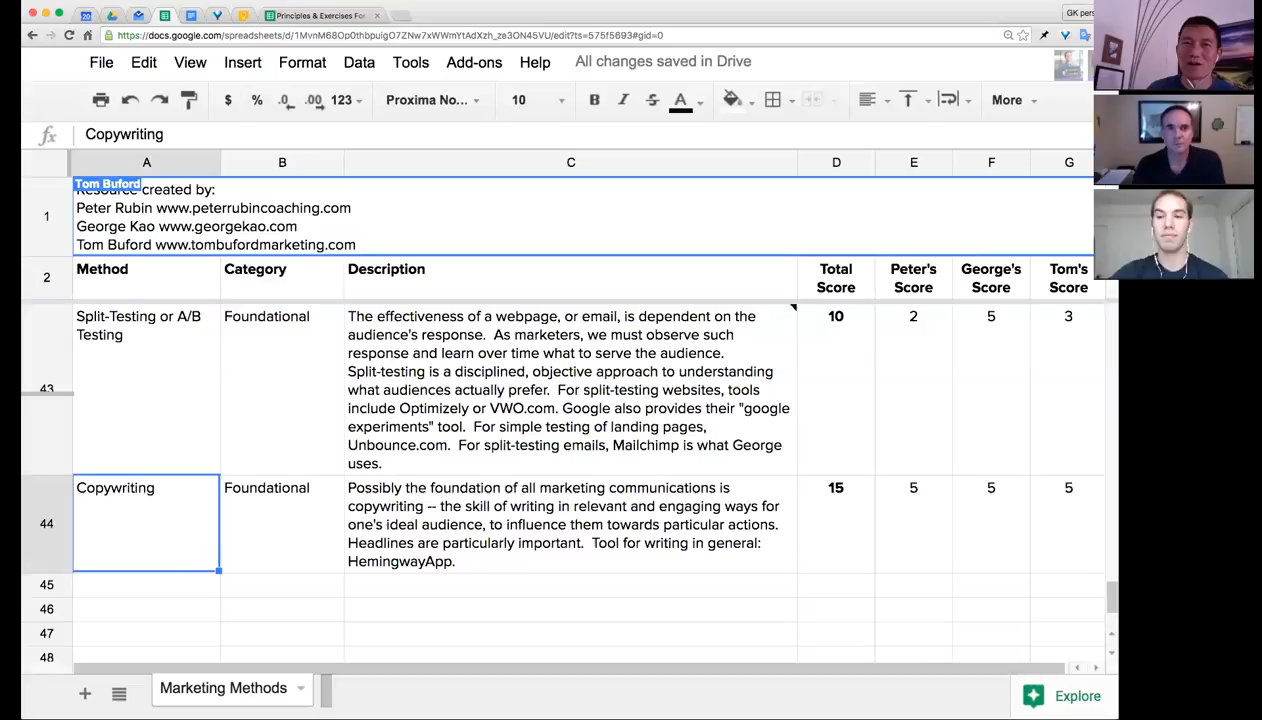 Principles & Exercises For
GK pers
https://docs.google.com/spreadsheets/d/1MvnM68Op0thbpuigO7ZNw7xWWmYtAdXzh_ze3ON45VU/edit?ts=575f5693#gid=0
File Edit View Insert Format Data Tools Add-ons Help All changes saved in Drive
$ % .0 .00 123 Proxima No... 10 B I S A More
fx Copywriting
A B C D E F G
Tom Buford
1
Resource created by:
Peter Rubin www.peterrubincoaching.com
George Kao www.georgekao.com
Tom Buford www.tombufordmarketing.com
2
Method Category Description Total Score Peter's Score George's Score Tom's Score
43
Split-Testing or A/B Testing
Foundational
The effectiveness of a webpage, or email, is dependent on the
audience's response. As marketers, we must observe such
response and learn over time what to serve the audience.
Split-testing is a disciplined, objective approach to understanding
what audiences actually prefer. For split-testing websites, tools
include Optimizely or VWO.com. Google also provides their "google
experiments" tool. For simple testing of landing pages,
Unbounce.com. For split-testing emails, Mailchimp is what George
uses.
10 2 5 3
44
Copywriting
Foundational
Possibly the foundation of all marketing communications is
copywriting -- the skill of writing in relevant and engaging ways for
one's ideal audience, to influence them towards particular actions.
Headlines are particularly important. Tool for writing in general:
HemingwayApp.
15 5 5 5
45
46
47
48
Marketing Methods
Explore